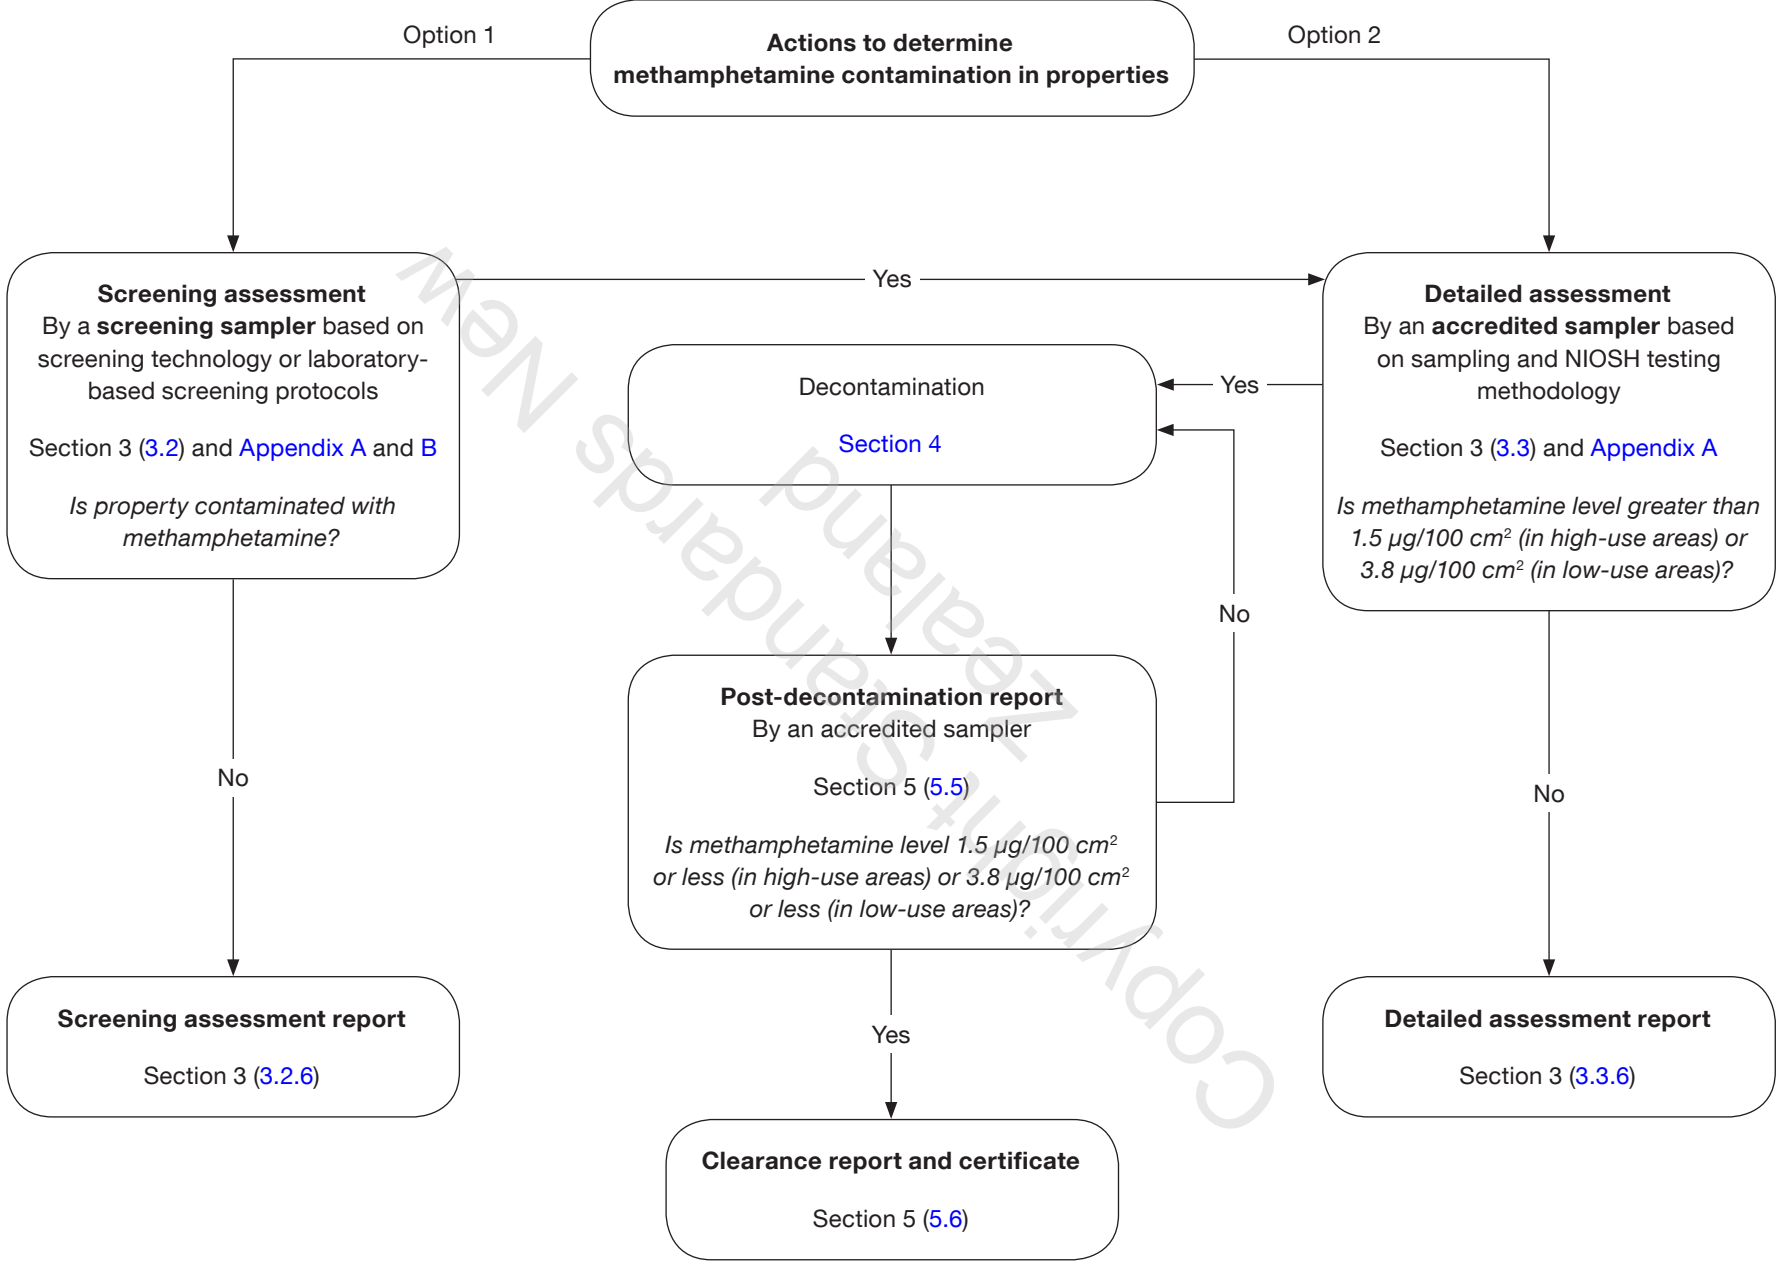 Option 1
Actions to determine
methamphetamine contamination in properties
Option 2
Screening assessment
By a screening sampler based on
screening technology or laboratory-
based screening protocols
Section 3 (3.2) and Appendix A and B
Is property contaminated with
methamphetamine?
Yes
Detailed assessment
By an accredited sampler based
on sampling and NIOSH testing
methodology
Section 3 (3.3) and Appendix A
Is methamphetamine level greater than
1.5 µg/100 cm² (in high-use areas) or
3.8 µg/100 cm² (in low-use areas)?
Yes
Decontamination
Section 4
No
Post-decontamination report
By an accredited sampler
Section 5 (5.5)
Is methamphetamine level 1.5 µg/100 cm²
or less (in high-use areas) or 3.8 µg/100 cm²
or less (in low-use areas)?
No
No
Screening assessment report
Section 3 (3.2.6)
Yes
Detailed assessment report
Section 3 (3.3.6)
Clearance report and certificate
Section 5 (5.6)
Copyright Standards New
Zealand